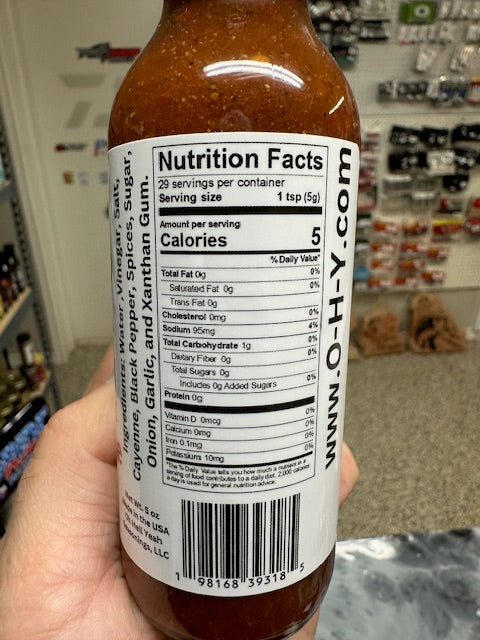 Ingredients: Water, Vinegar, Salt,
Cayenne, Black Pepper, Spices, Sugar,
Onion, Garlic, and Xanthan Gum.
Nutrition Facts
29 servings per container
Serving size 1 tsp (5g)
Amount per serving
Calories 5
% Daily Value*
Total Fat 0g 0%
Saturated Fat 0g 0%
Trans Fat 0g
Cholesterol 0mg 0%
Sodium 95mg 4%
Total Carbohydrate 1g 0%
Dietary Fiber 0g 0%
Total Sugars 0g
Includes 0g Added Sugars 0%
Protein 0g
Vitamin D 0mcg 0%
Calcium 0mg 0%
Iron 0.1mg 0%
Potassium 10mg 0%
*The % Daily Value tells you how much a nutrient in a
serving of food contributes to a daily diet. 2,000 calories
a day is used for general nutrition advice.
www.O-H-Y.com
Net Wt. 5 oz
Made in the USA
Oh Hell Yeah
Seasonings, LLC
1 98168 39318 5